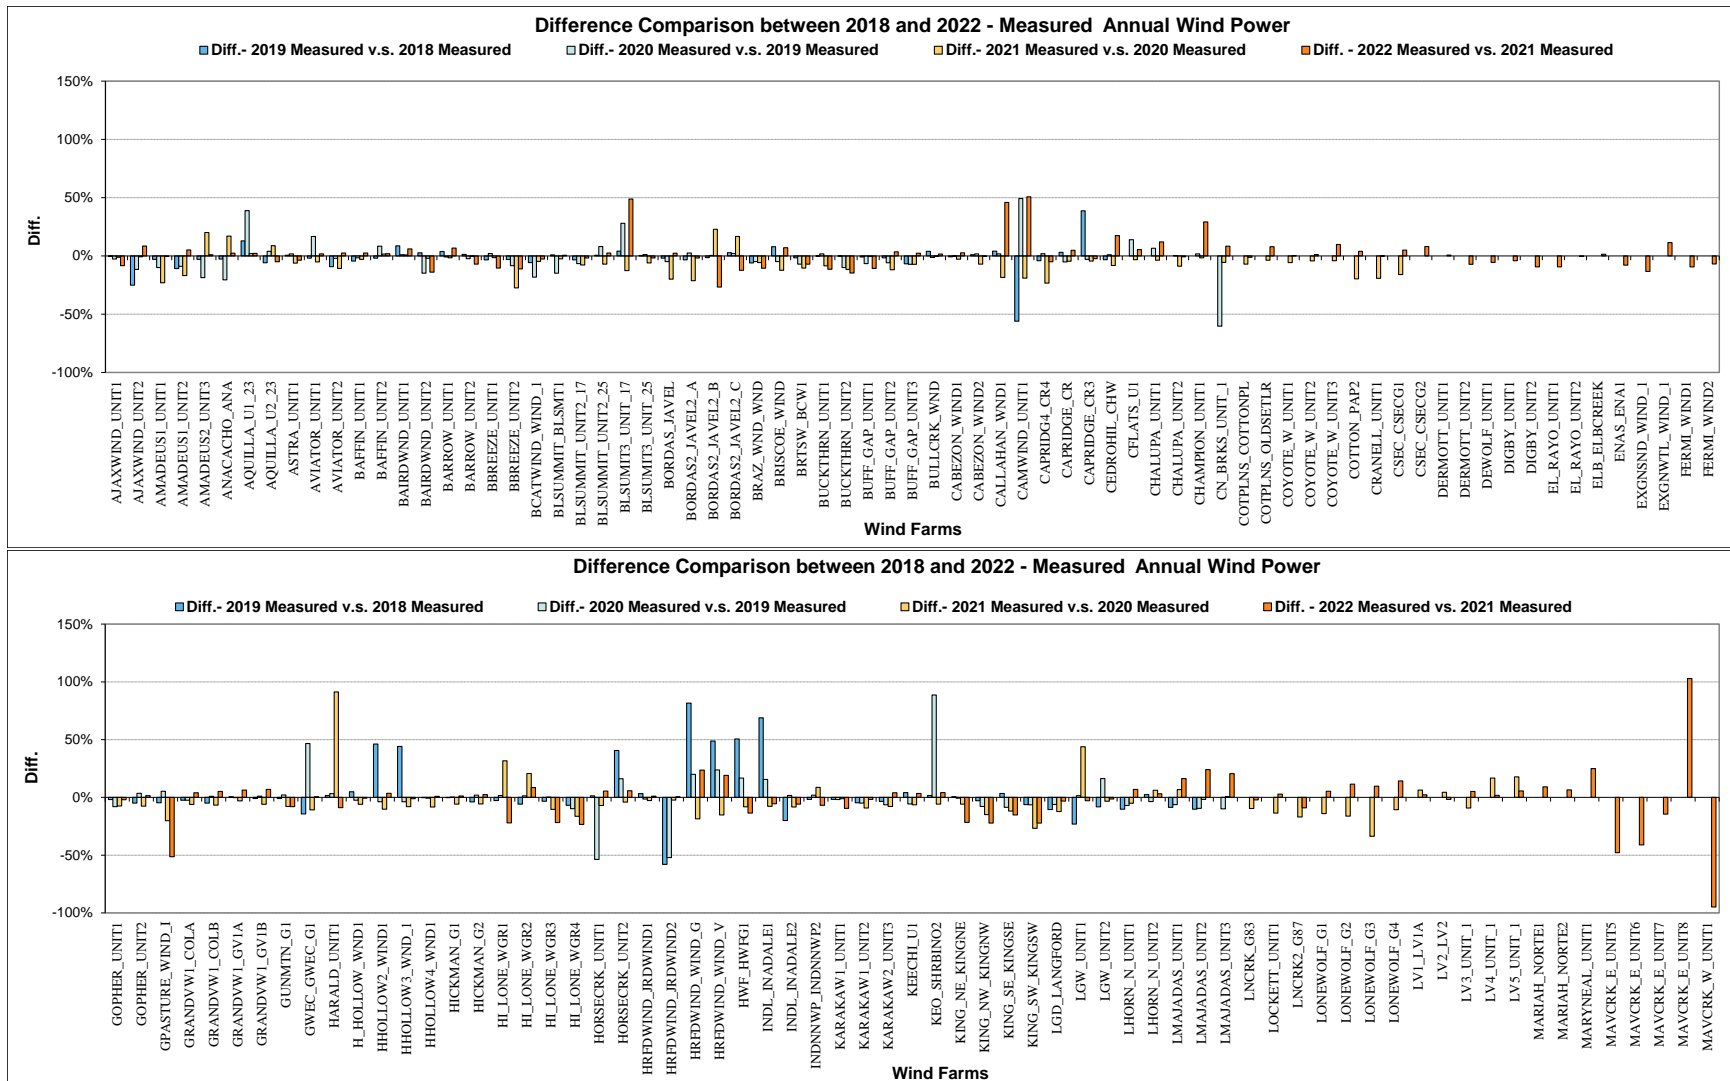 Difference Comparison between 2018 and 2022 - Measured  Annual Wind Power
Diff.- 2019 Measured v.s. 2018 Measured
Diff.- 2020 Measured v.s. 2019 Measured
Diff.- 2021 Measured v.s. 2020 Measured
Diff. - 2022 Measured vs. 2021 Measured
150%
100%
50%
0%
-50%
-100%
Diff.
AJAXWIND_UNIT1
AJAXWIND_UNIT2
AMADEUS1_UNIT1
AMADEUS1_UNIT2
AMADEUS2_UNIT3
ANACACHO_ANA
AQUILLA_U1_23
AQUILLA_U2_23
ASTRA_UNIT1
AVIATOR_UNIT1
AVIATOR_UNIT2
BAFFIN_UNIT1
BAFFIN_UNIT2
BAIRDWND_UNIT1
BAIRDWND_UNIT2
BARROW_UNIT1
BARROW_UNIT2
BBREEZE_UNIT1
BBREEZE_UNIT2
BCATWIND_WIND_1
BLSUMMIT_BLSMT1
BLSUMMIT_UNIT2_17
BLSUMMIT_UNIT2_25
BLSUMIT3_UNIT_17
BLSUMIT3_UNIT_25
BORDAS_JAVEL
BORDAS2_JAVEL2_A
BORDAS2_JAVEL2_B
BORDAS2_JAVEL2_C
BRAZ_WND_WND
BRISCOE_WIND
BRTSW_BCW1
BUCKTHRN_UNIT1
BUCKTHRN_UNIT2
BUFF_GAP_UNIT1
BUFF_GAP_UNIT2
BUFF_GAP_UNIT3
BULLCRK_WND
CABEZON_WIND1
CABEZON_WIND2
CALLAHAN_WND1
CAMWIND_UNIT1
CAPRIDG4_CR4
CAPRIDGE_CR
CAPRIDGE_CR3
CEDROHIL_CHW
CFLATS_U1
CHALUPA_UNIT1
CHALUPA_UNIT2
CHAMPION_UNIT1
CN_BRKS_UNIT_1
COTPLNS_COTTONPL
COTPLNS_OLDSETLR
COYOTE_W_UNIT1
COYOTE_W_UNIT2
COYOTE_W_UNIT3
COTTON_PAP2
CRANELL_UNIT1
CSEC_CSECG1
CSEC_CSECG2
DERMOTT_UNIT1
DERMOTT_UNIT2
DEWOLF_UNIT1
DIGBY_UNIT1
DIGBY_UNIT2
EL_RAYO_UNIT1
EL_RAYO_UNIT2
ELB_ELBCREEK
ENAS_ENA1
EXGNSND_WIND_1
EXGNWTL_WIND_1
FERMI_WIND1
FERMI_WIND2
Wind Farms
Difference Comparison between 2018 and 2022 - Measured  Annual Wind Power
Diff.- 2019 Measured v.s. 2018 Measured
Diff.- 2020 Measured v.s. 2019 Measured
Diff.- 2021 Measured v.s. 2020 Measured
Diff. - 2022 Measured vs. 2021 Measured
150%
100%
50%
0%
-50%
-100%
Diff.
GOPHER_UNIT1
GOPHER_UNIT2
GPASTURE_WIND_I
GRANDVW1_COLA
GRANDVW1_COLB
GRANDVW1_GV1A
GRANDVW1_GV1B
GUNMTN_G1
GWEC_GWEC_G1
HARALD_UNIT1
H_HOLLOW_WND1
HHOLLOW2_WIND1
HHOLLOW3_WND_1
HHOLLOW4_WND1
HICKMAN_G1
HICKMAN_G2
HI_LONE_WGR1
HI_LONE_WGR2
HI_LONE_WGR3
HI_LONE_WGR4
HORSECRK_UNIT1
HORSECRK_UNIT2
HRFDWIND_JRDWIND1
HRFDWIND_JRDWIND2
HRFDWIND_WIND_G
HRFDWIND_WIND_V
HWF_HWFG1
INDL_INADALE1
INDL_INADALE2
INDNNWP_INDNNWP2
KARAKAW1_UNIT1
KARAKAW1_UNIT2
KARAKAW2_UNIT3
KEECHI_U1
KEO_SHRBINO2
KING_NE_KINGNE
KING_NW_KINGNW
KING_SE_KINGSE
KING_SW_KINGSW
LGD_LANGFORD
LGW_UNIT1
LGW_UNIT2
LHORN_N_UNIT1
LHORN_N_UNIT2
LMAJADAS_UNIT1
LMAJADAS_UNIT2
LMAJADAS_UNIT3
LNCRK_G83
LOCKETT_UNIT1
LNCRK2_G87
LONEWOLF_G1
LONEWOLF_G2
LONEWOLF_G3
LONEWOLF_G4
LV1_LV1A
LV2_LV2
LV3_UNIT_1
LV4_UNIT_1
LV5_UNIT_1
MARIAH_NORTE1
MARIAH_NORTE2
MARYNEAL_UNIT1
MAVCRK_E_UNIT5
MAVCRK_E_UNIT6
MAVCRK_E_UNIT7
MAVCRK_E_UNIT8
MAVCRK_W_UNIT1
Wind Farms